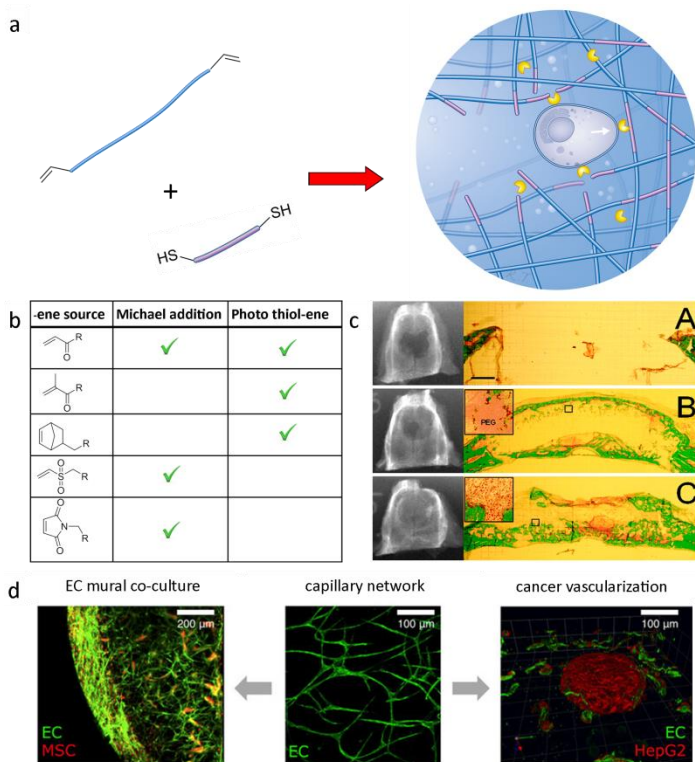 a
+
SH
HS
b
-ene source Michael addition Photo thiol-ene
R
O
R
O
R
O
S
O
R
O
N
O
R
c
A
B
PEG
C
d
EC mural co-culture capillary network cancer vascularization
200 µm 100 µm 100 µm
EC
MSC
EC
EC
HepG2